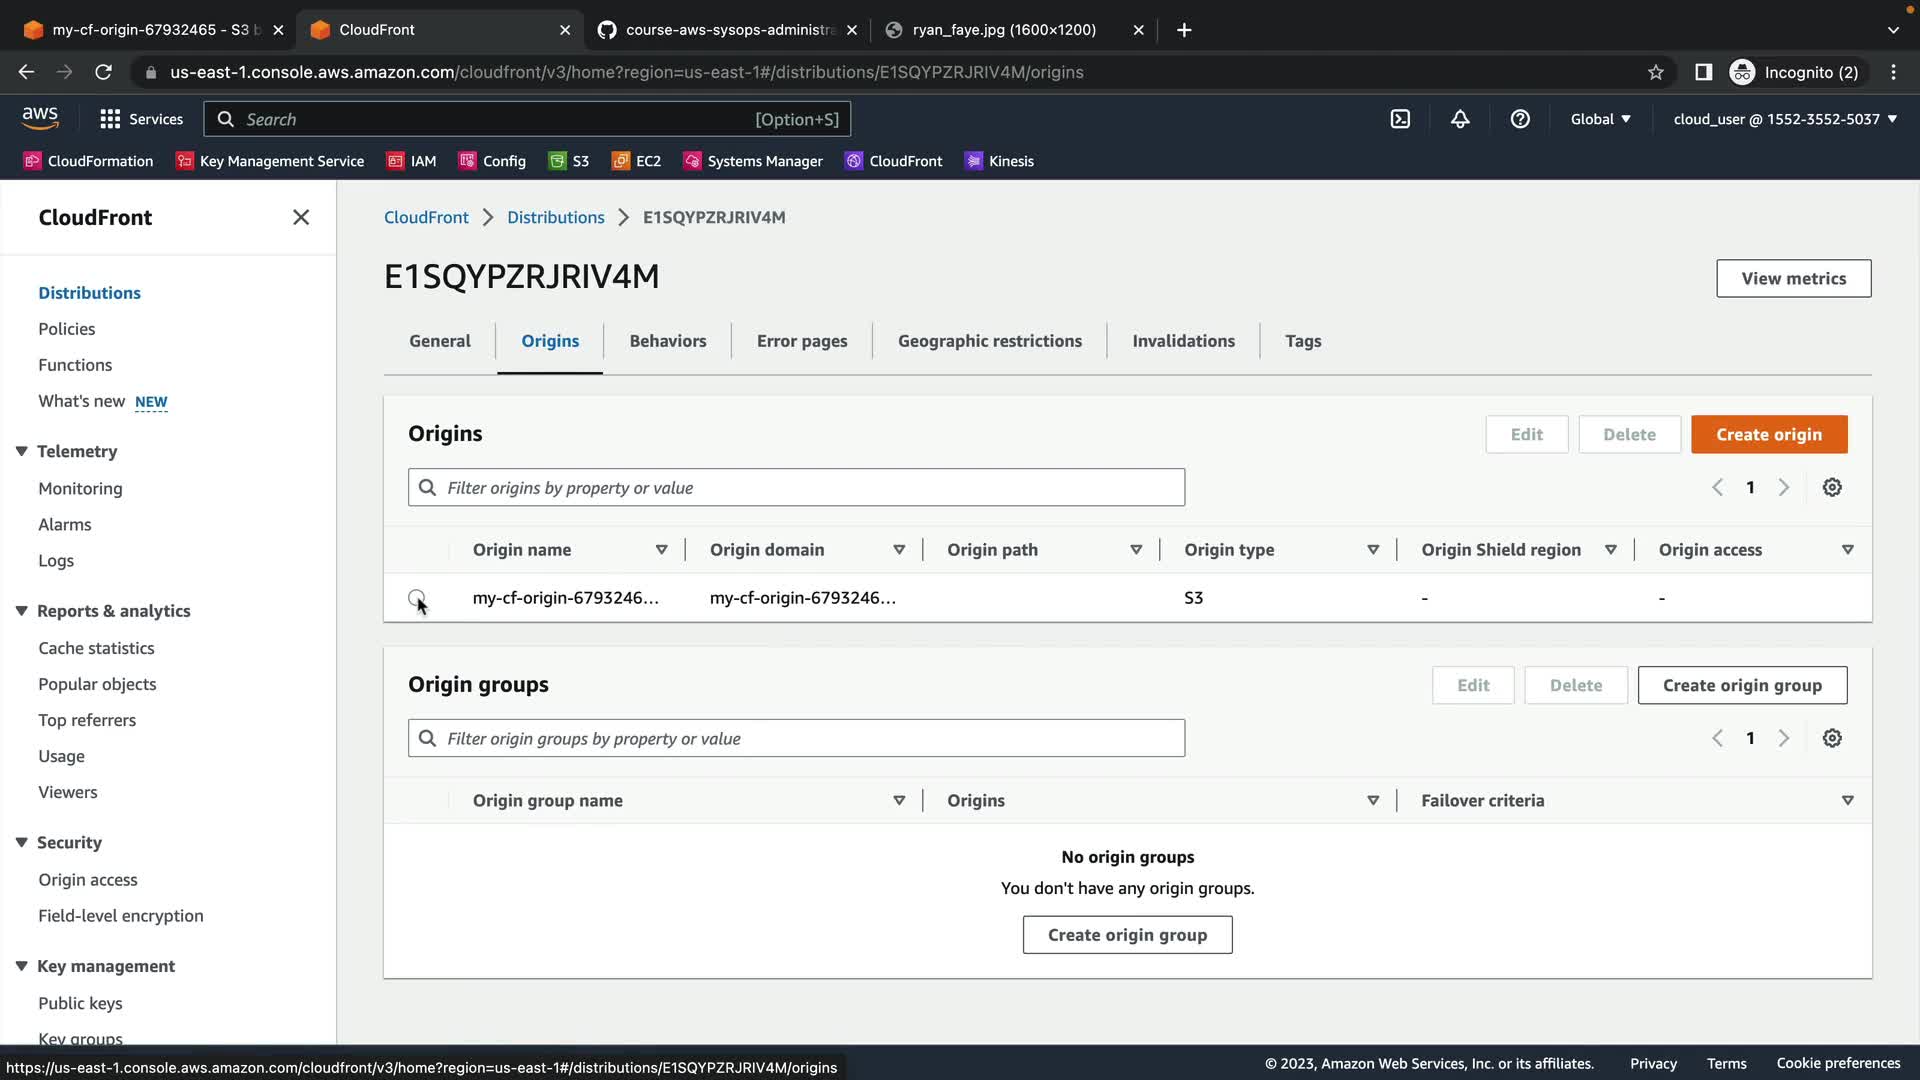 my-cf-origin-67932465 - S3 b
CloudFront
course-aws-sysops-administra
ryan_faye.jpg (1600×1200)
us-east-1.console.aws.amazon.com/cloudfront/v3/home?region=us-east-1#/distributions/E1SQYPZRJRIV4M/origins
Incognito (2)
aws
Services
Search
[Option+S]
Global
cloud_user @ 1552-3552-5037
CloudFormation
Key Management Service
IAM
Config
S3
EC2
Systems Manager
CloudFront
Kinesis
CloudFront
Distributions
Policies
Functions
What's new NEW
Telemetry
Monitoring
Alarms
Logs
Reports & analytics
Cache statistics
Popular objects
Top referrers
Usage
Viewers
Security
Origin access
Field-level encryption
Key management
Public keys
Key groups
CloudFront
Distributions
E1SQYPZRJRIV4M
E1SQYPZRJRIV4M
View metrics
General
Origins
Behaviors
Error pages
Geographic restrictions
Invalidations
Tags
Origins
Edit
Delete
Create origin
Filter origins by property or value
1
Origin name
Origin domain
Origin path
Origin type
Origin Shield region
Origin access
my-cf-origin-6793246...
my-cf-origin-6793246...
S3
-
-
Origin groups
Edit
Delete
Create origin group
Filter origin groups by property or value
1
Origin group name
Origins
Failover criteria
No origin groups
You don't have any origin groups.
Create origin group
https://us-east-1.console.aws.amazon.com/cloudfront/v3/home?region=us-east-1#/distributions/E1SQYPZRJRIV4M/origins
© 2023, Amazon Web Services, Inc. or its affiliates.
Privacy
Terms
Cookie preferences